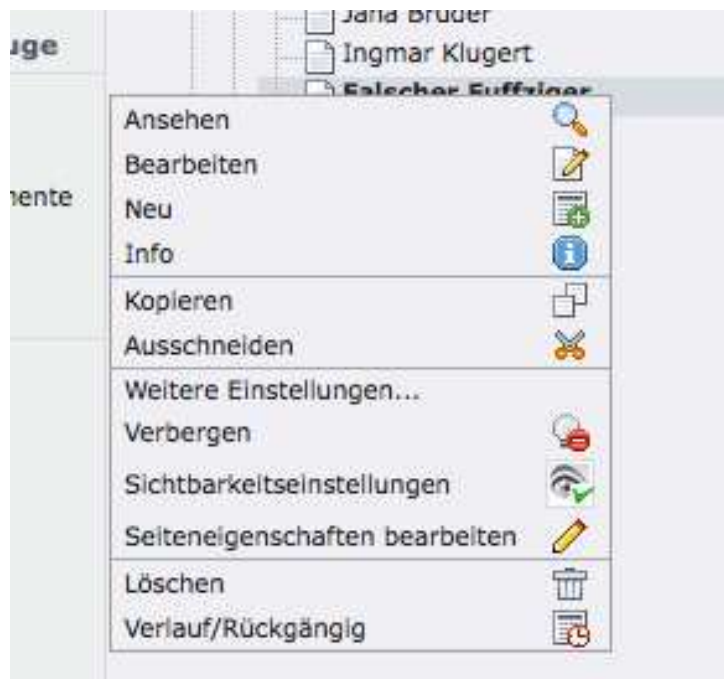 Jana Bruder
Ingmar Klugert
Falscher Fuffziger
Ansehen
Bearbeiten
Neu
Info
Kopieren
Ausschneiden
Weitere Einstellungen...
Verbergen
Sichtbarkeitseinstellungen
Seiteneigenschaften bearbeiten
Löschen
Verlauf/Rückgängig